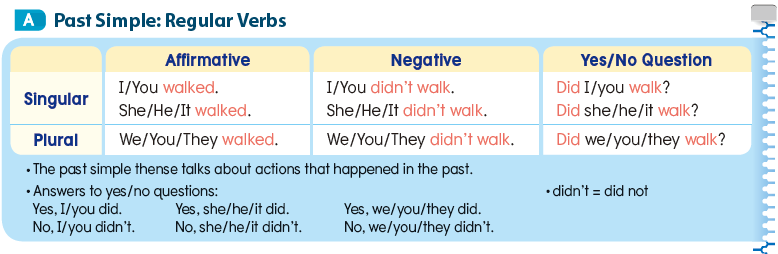 A Past Simple: Regular Verbs
Affirmative Negative Yes/No Question
Singular
I/You walked. I/You didn't walk. Did I/you walk?
She/He/It walked. She/He/It didn't walk. Did she/he/it walk?
Plural We/You/They walked. We/You/They didn't walk. Did we/you/they walk?
• The past simple thense talks about actions that happened in the past.
• Answers to yes/no questions: • didn't = did not
Yes, I/you did. Yes, she/he/it did. Yes, we/you/they did.
No, I/you didn't. No, she/he/it didn't. No, we/you/they didn't.